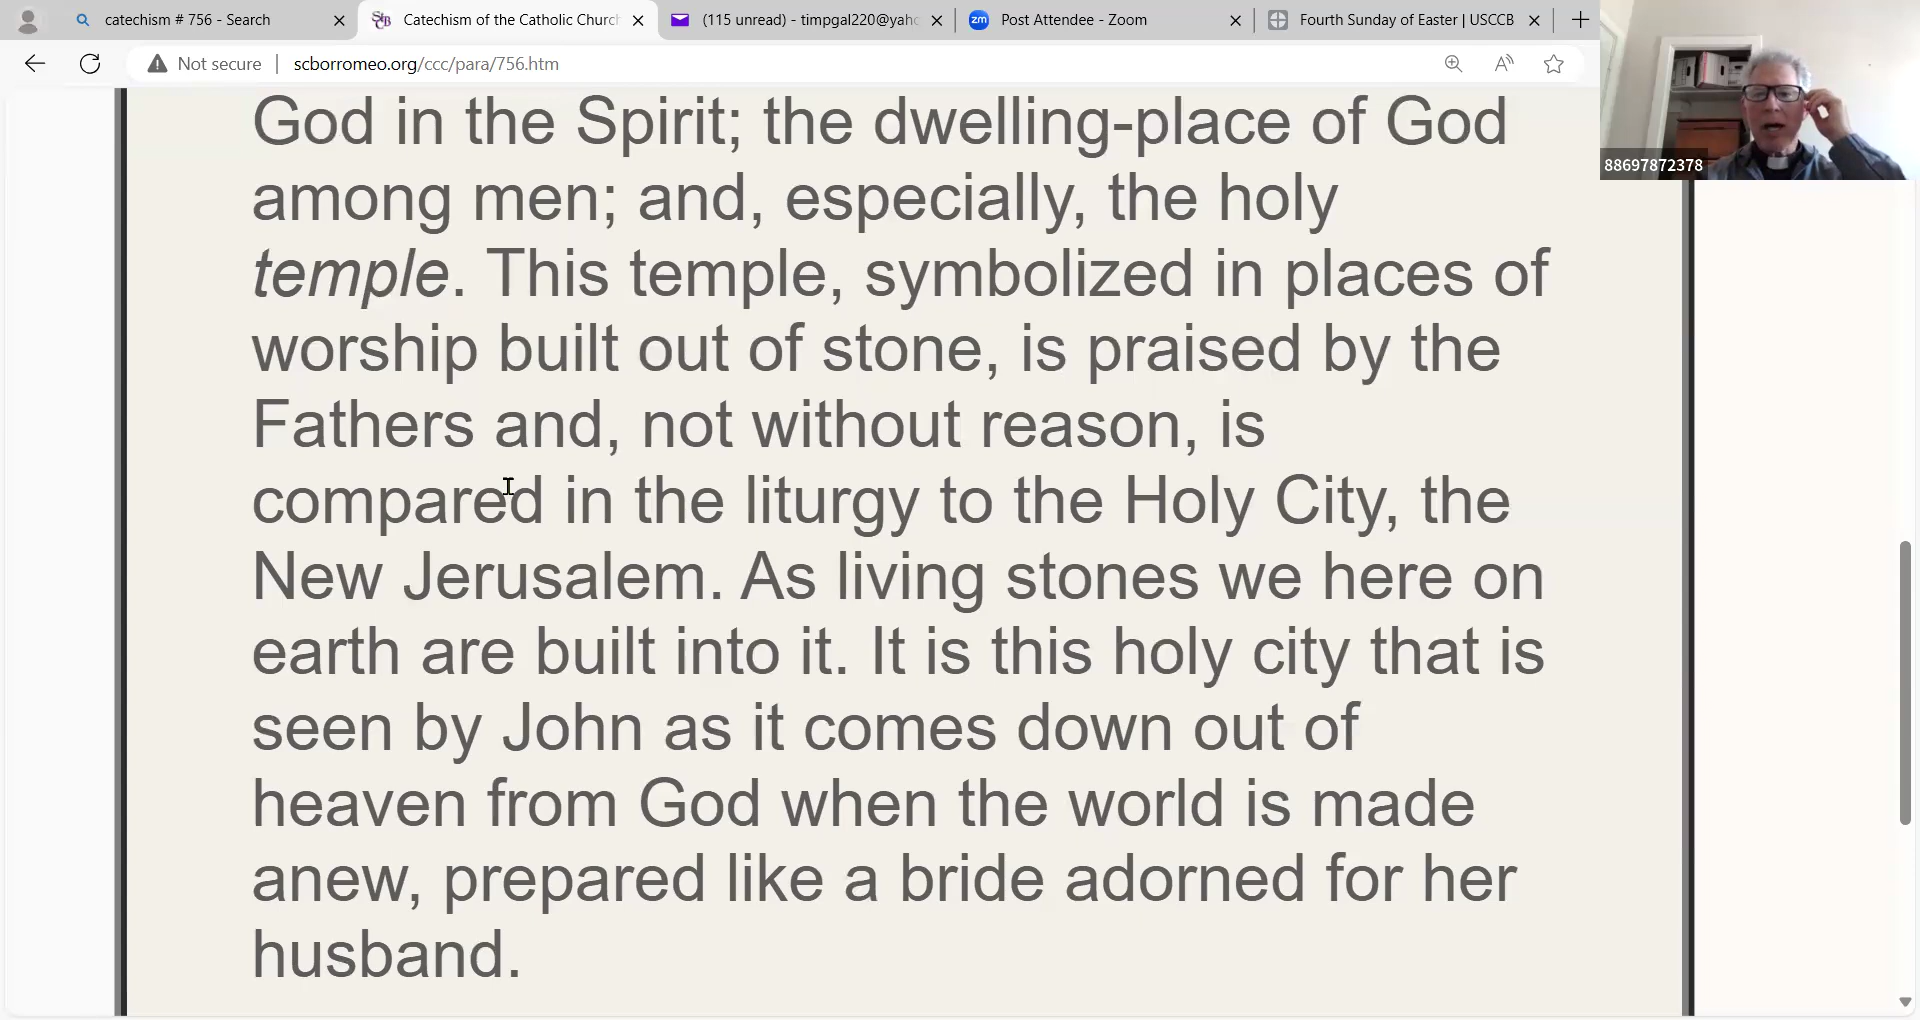 catechism # 756 - Search
Catechism of the Catholic Churc
(115 unread) - timpgal220@yaho
zm Post Attendee - Zoom
Fourth Sunday of Easter | USCCB
Not secure | scborromeo.org/ccc/para/756.htm
88697872378
God in the Spirit; the dwelling-place of God
among men; and, especially, the holy
temple. This temple, symbolized in places of
worship built out of stone, is praised by the
Fathers and, not without reason, is
compared in the liturgy to the Holy City, the
New Jerusalem. As living stones we here on
earth are built into it. It is this holy city that is
seen by John as it comes down out of
heaven from God when the world is made
anew, prepared like a bride adorned for her
husband.